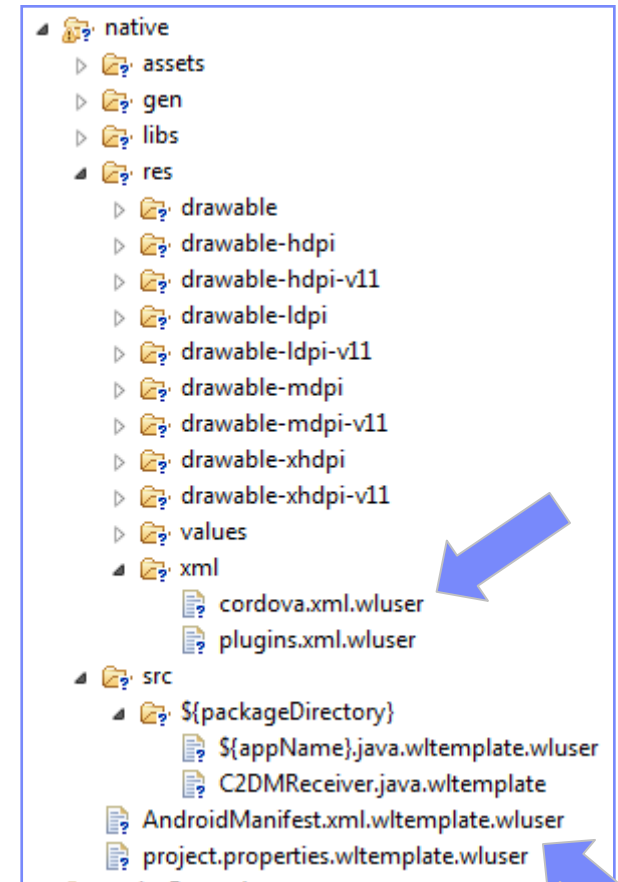 native
assets
gen
libs
res
drawable
drawable-hdpi
drawable-hdpi-v11
drawable-ldpi
drawable-ldpi-v11
drawable-mdpi
drawable-mdpi-v11
drawable-xhdpi
drawable-xhdpi-v11
values
xml
cordova.xml.wluser
plugins.xml.wluser
src
${packageDirectory}
${appName}.java.wltemplate.wluser
C2DMReceiver.java.wltemplate
AndroidManifest.xml.wltemplate.wluser
project.properties.wltemplate.wluser